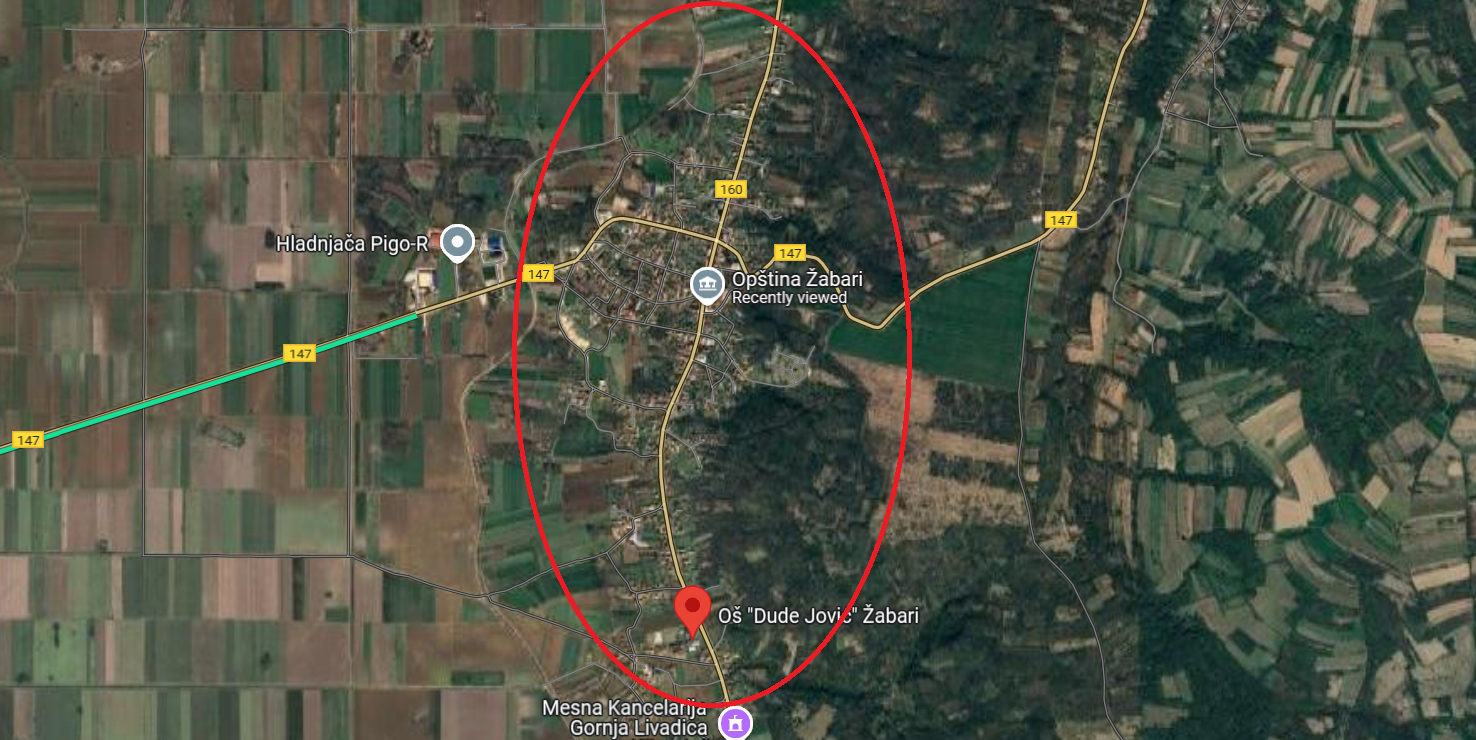 160
147
Hladnjača Pigo-R
147
147
Opština Žabari
Recently viewed
147
147
Oš "Dude Jović" Žabari
Mesna Kancelarija
Gornja Livadica